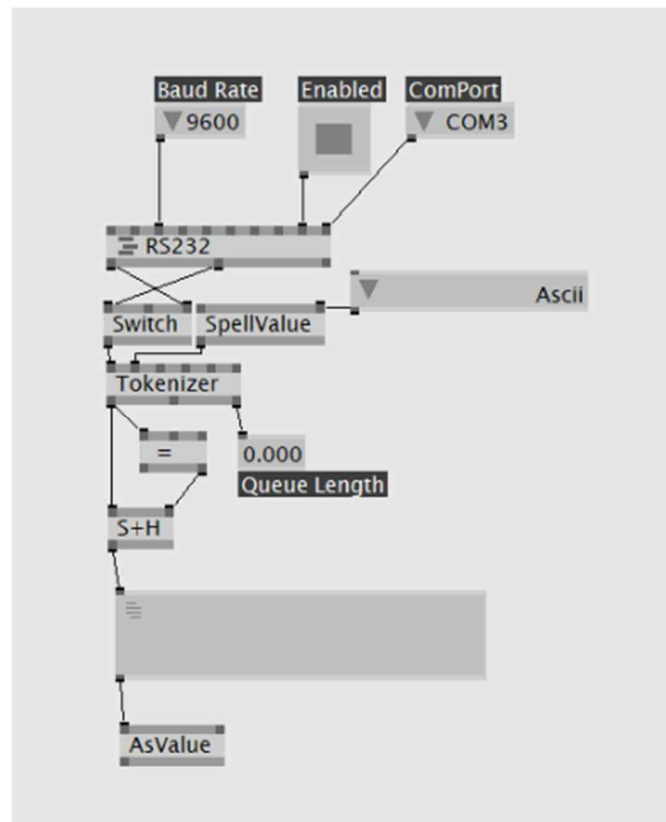 Baud Rate Enabled ComPort
9600 COM3
RS232
Ascii
Switch SpellValue
Tokenizer
= 0.000
Queue Length
S+H
AsValue